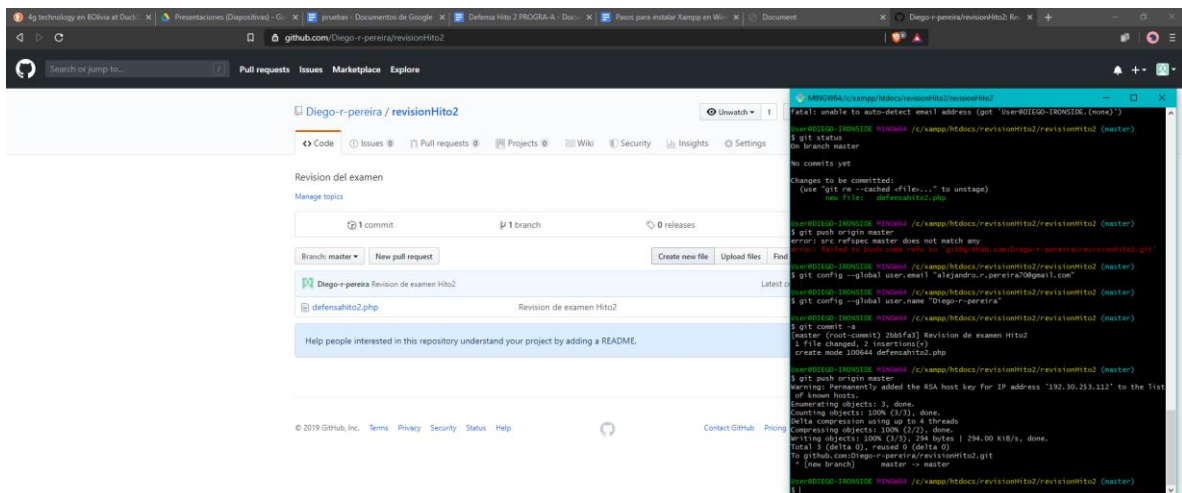 4g technology en BOlivia at Duck
Presentaciones (Diapositivas) - Go
pruebas - Documentos de Google
Defensa Hito 2 PROGRA-A - Docu
Pasos para instalar Xampp en Win
Document
Diego-r-pereira/revisionHito2: Re
github.com/Diego-r-pereira/revisionHito2
Search or jump to...
Pull requests Issues Marketplace Explore
Diego-r-pereira / revisionHito2
Unwatch 1
Code Issues 0 Pull requests 0 Projects 0 Wiki Security Insights Settings
Revision del examen
Manage topics
1 commit 1 branch 0 releases
Branch: master New pull request Create new file Upload files Find
Diego-r-pereira Revision de examen Hito2 Latest co
defensahito2.php Revision de examen Hito2
Help people interested in this repository understand your project by adding a README.
© 2019 GitHub, Inc. Terms Privacy Security Status Help Contact GitHub Pricing
MINGW64:/c/xampp/htdocs/revisionHito2/revisionHito2
fatal: unable to auto-detect email address (got 'User@DIEGO-IRONSIDE.(none)')
User@DIEGO-IRONSIDE MINGW64 /c/xampp/htdocs/revisionHito2/revisionHito2 (master)
$ git status
On branch master
No commits yet
Changes to be committed:
(use "git rm --cached <file>..." to unstage)
new file: defensahito2.php
User@DIEGO-IRONSIDE MINGW64 /c/xampp/htdocs/revisionHito2/revisionHito2 (master)
$ git push origin master
error: src refspec master does not match any
error: failed to push some refs to 'git@github.com:Diego-r-pereira/revisionHito2.git'
User@DIEGO-IRONSIDE MINGW64 /c/xampp/htdocs/revisionHito2/revisionHito2 (master)
$ git config --global user.email "alejandro.r.pereira70@gmail.com"
User@DIEGO-IRONSIDE MINGW64 /c/xampp/htdocs/revisionHito2/revisionHito2 (master)
$ git config --global user.name "Diego-r-pereira"
User@DIEGO-IRONSIDE MINGW64 /c/xampp/htdocs/revisionHito2/revisionHito2 (master)
$ git commit -a
[master (root-commit) 2bb5fa3] Revision de examen Hito2
1 file changed, 2 insertions(+)
create mode 100644 defensahito2.php
User@DIEGO-IRONSIDE MINGW64 /c/xampp/htdocs/revisionHito2/revisionHito2 (master)
$ git push origin master
Warning: Permanently added the RSA host key for IP address '192.30.253.112' to the list
of known hosts.
Enumerating objects: 3, done.
Counting objects: 100% (3/3), done.
Delta compression using up to 4 threads
Compressing objects: 100% (2/2), done.
Writing objects: 100% (3/3), 294 bytes | 294.00 KiB/s, done.
Total 3 (delta 0), reused 0 (delta 0)
To github.com:Diego-r-pereira/revisionHito2.git
* [new branch] master -> master
User@DIEGO-IRONSIDE MINGW64 /c/xampp/htdocs/revisionHito2/revisionHito2 (master)
$